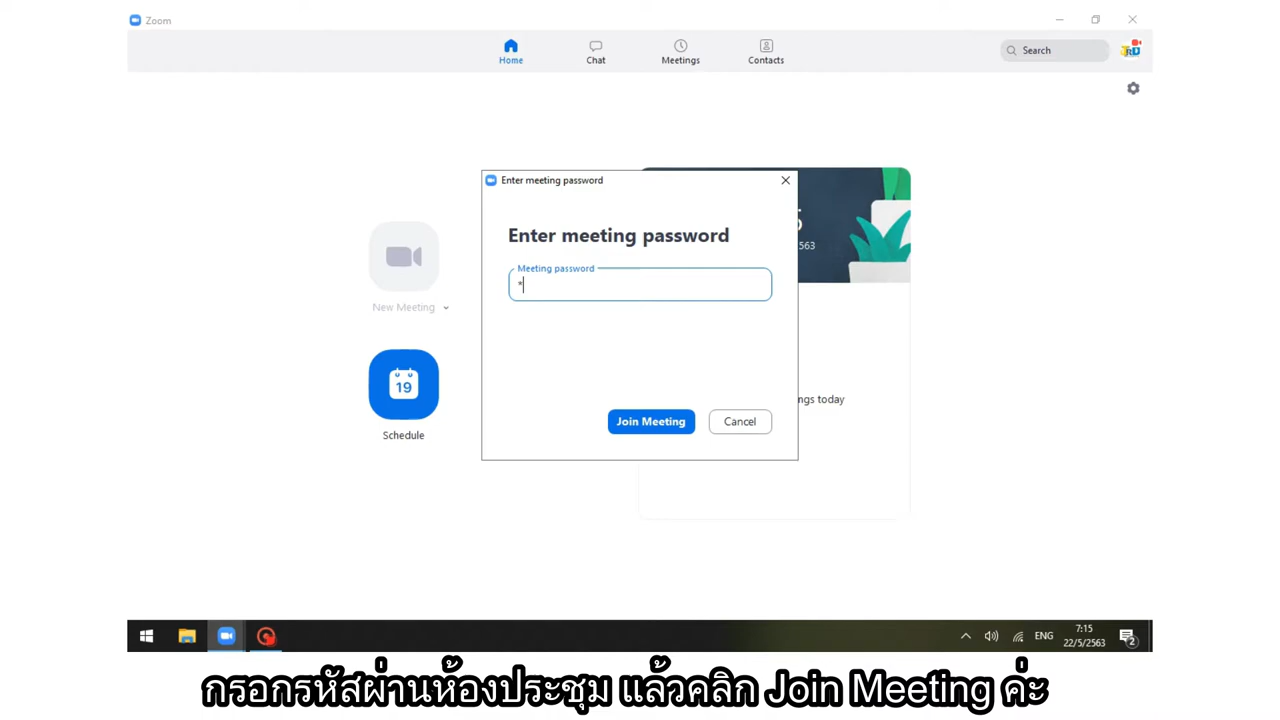 Zoom
Home
Chat
Meetings
Contacts
Search
Enter meeting password
Enter meeting password
Meeting password
*
5
563
New Meeting
ngs today
19
Join Meeting
Cancel
Schedule
ENG
7:15
22/5/2563
2
กรอกรหัสผ่านห้องประชุม แล้วคลิก Join Meeting ค่ะ